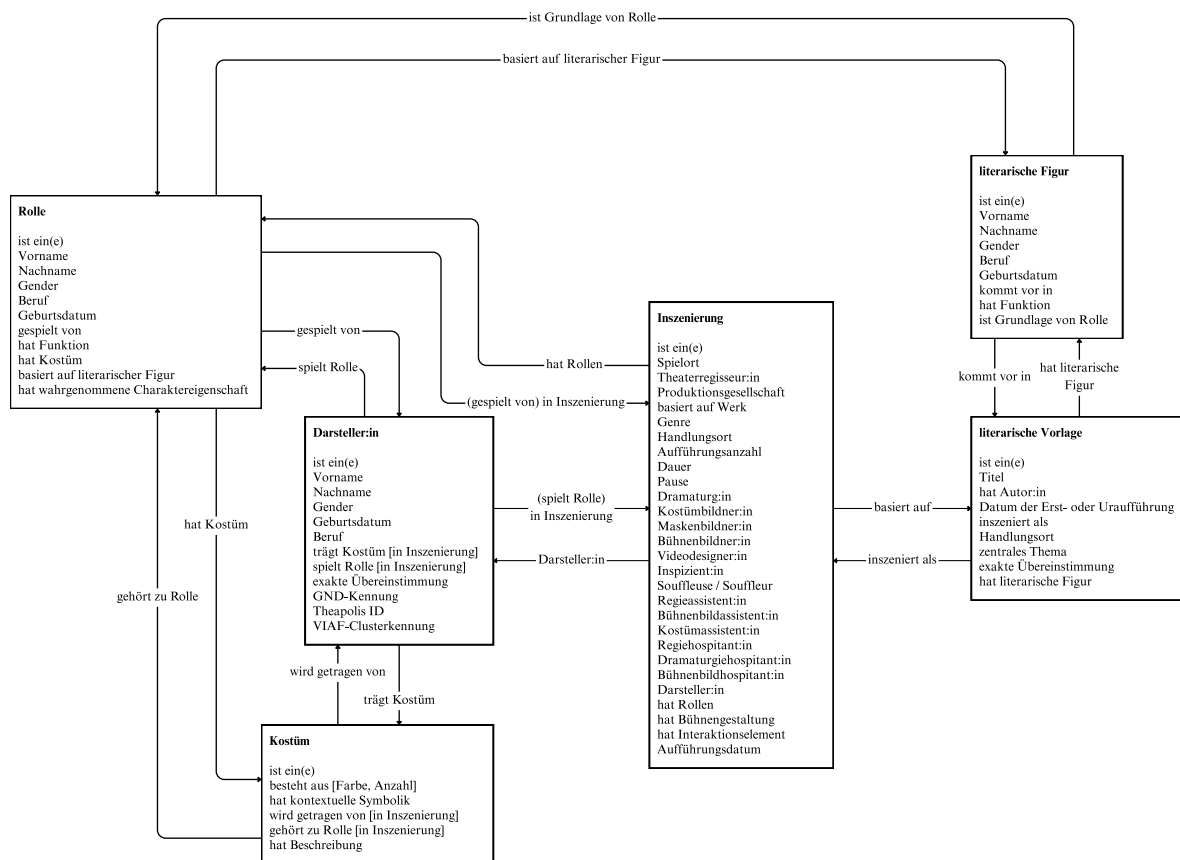 ist Grundlage von Rolle
basiert auf literarischer Figur
literarische Figur
ist ein(e)
Vorname
Nachname
Gender
Beruf
Geburtsdatum
kommt vor in
hat Funktion
ist Grundlage von Rolle
Rolle
ist ein(e)
Vorname
Nachname
Gender
Beruf
Geburtsdatum
gespielt von
hat Funktion
hat Kostüm
basiert auf literarischer Figur
hat wahrgenommene Charaktereigenschaft
gespielt von
spielt Rolle
hat Rollen
(gespielt von) in Inszenierung
Inszenierung
ist ein(e)
Spielort
Theaterregisseur:in
Produktionsgesellschaft
basiert auf Werk
Genre
Handlungsort
Aufführungsanzahl
Dauer
Pause
Dramaturg:in
Kostümbildner:in
Maskenbildner:in
Bühnenbildner:in
Videodesigner:in
Inspizient:in
Souffleuse / Souffleur
Regieassistent:in
Bühnenbildassistent:in
Kostümassistent:in
Regiehospitant:in
Dramaturgiehospitant:in
Bühnenbildhospitant:in
Darsteller:in
hat Rollen
hat Bühnengestaltung
hat Interaktionselement
Aufführungsdatum
kommt vor in
hat literarische
Figur
Darsteller:in
ist ein(e)
Vorname
Nachname
Gender
Geburtsdatum
Beruf
trägt Kostüm [in Inszenierung]
spielt Rolle [in Inszenierung]
exakte Übereinstimmung
GND-Kennung
Theapolis ID
VIAF-Clusterkennung
(spielt Rolle)
in Inszenierung
Darsteller:in
basiert auf
inszeniert als
literarische Vorlage
ist ein(e)
Titel
hat Autor:in
Datum der Erst- oder Uraufführung
inszeniert als
Handlungsort
zentrales Thema
exakte Übereinstimmung
hat literarische Figur
hat Kostüm
gehört zu Rolle
wird getragen von
trägt Kostüm
Kostüm
ist ein(e)
besteht aus [Farbe, Anzahl]
hat kontextuelle Symbolik
wird getragen von [in Inszenierung]
gehört zu Rolle [in Inszenierung]
hat Beschreibung